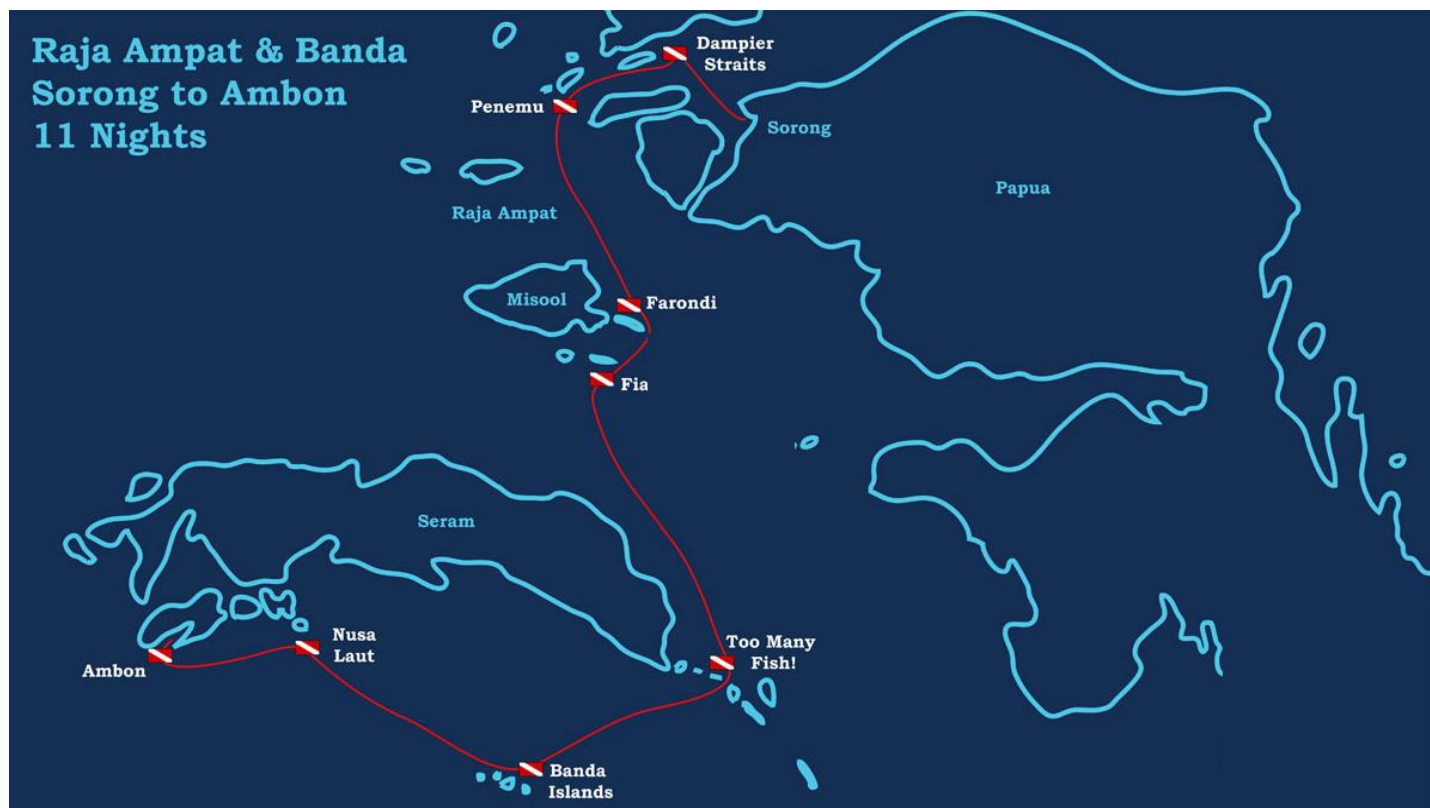 Raja Ampat & Banda
Sorong to Ambon
11 Nights
Dampier
Straits
Penemu
Sorong
Papua
Raja Ampat
Misool
Farondi
Fia
Seram
Nusa
Laut
Too Many
Fish!
Ambon
Banda
Islands